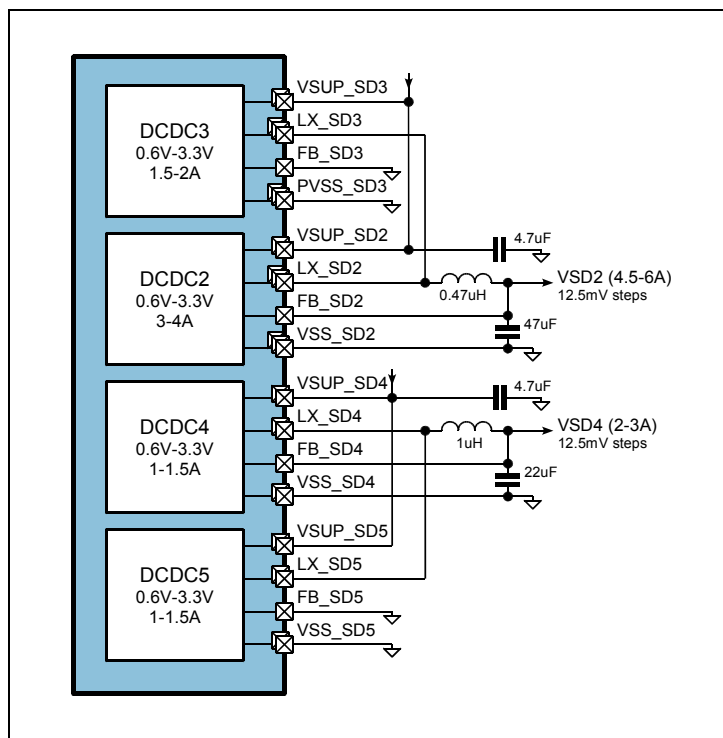 DCDC3
0.6V-3.3V
1.5-2A
VSUP_SD3
LX_SD3
FB_SD3
PVSS_SD3
DCDC2
0.6V-3.3V
3-4A
VSUP_SD2
LX_SD2
FB_SD2
VSS_SD2
4.7uF
0.47uH
VSD2 (4.5-6A)
12.5mV steps
47uF
DCDC4
0.6V-3.3V
1-1.5A
VSUP_SD4
LX_SD4
FB_SD4
VSS_SD4
4.7uF
1uH
VSD4 (2-3A)
12.5mV steps
22uF
DCDC5
0.6V-3.3V
1-1.5A
VSUP_SD5
LX_SD5
FB_SD5
VSS_SD5